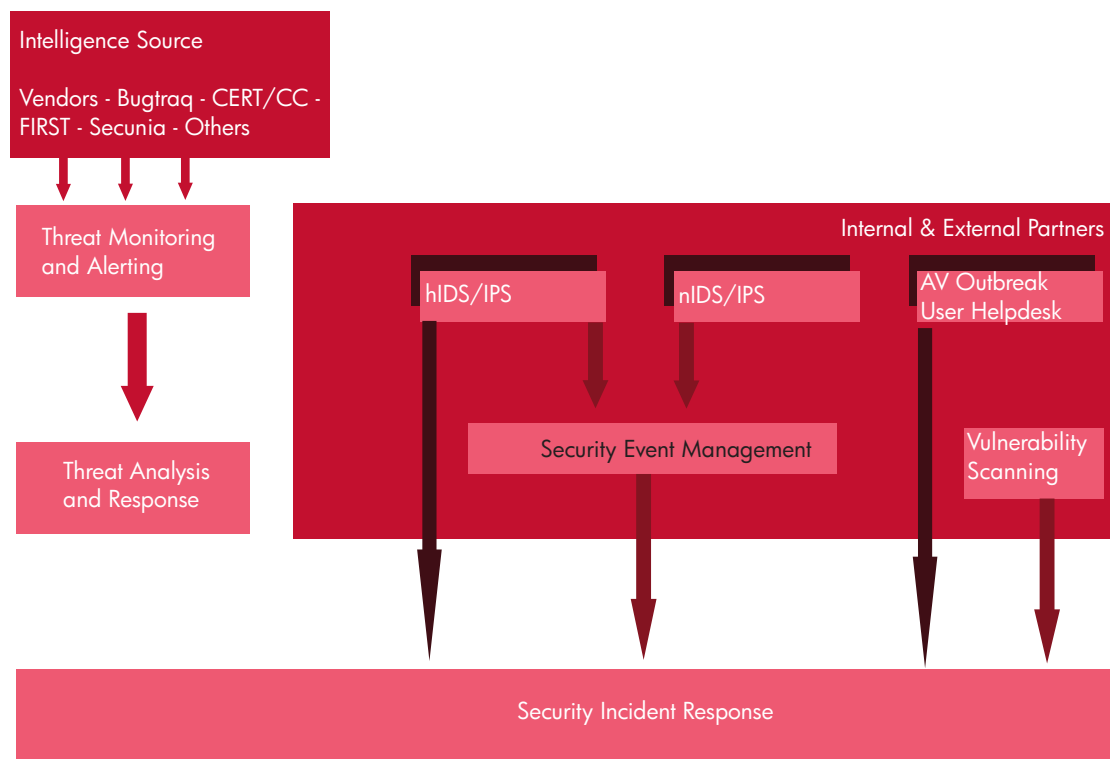 Intelligence Source
Vendors - Bugtraq - CERT/CC -
FIRST - Secunia - Others
Threat Monitoring
and Alerting
Threat Analysis
and Response
Internal & External Partners
hIDS/IPS
nIDS/IPS
AV Outbreak
User Helpdesk
Security Event Management
Vulnerability
Scanning
Security Incident Response